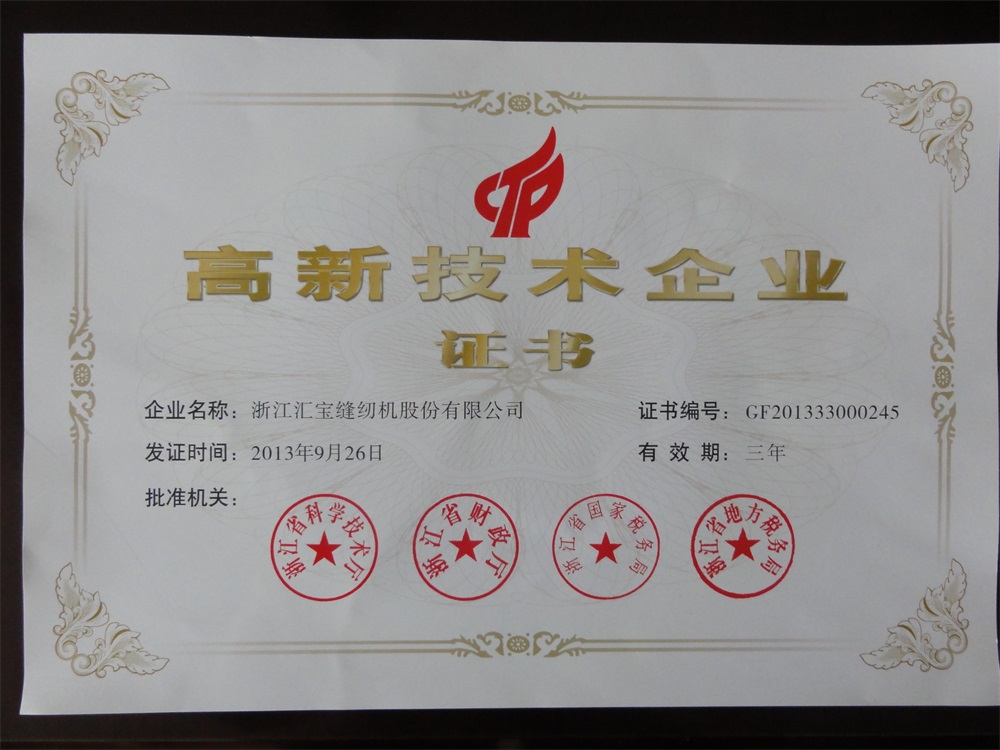 CTP
高新技术企业
证书
企业名称：浙江汇宝缝纫机股份有限公司
证书编号：GF201333000245
发证时间：2013年9月26日
有效期：三年
批准机关：
浙江省科学技术厅
浙江省财政厅
浙江省国家税务局
浙江省地方税务局